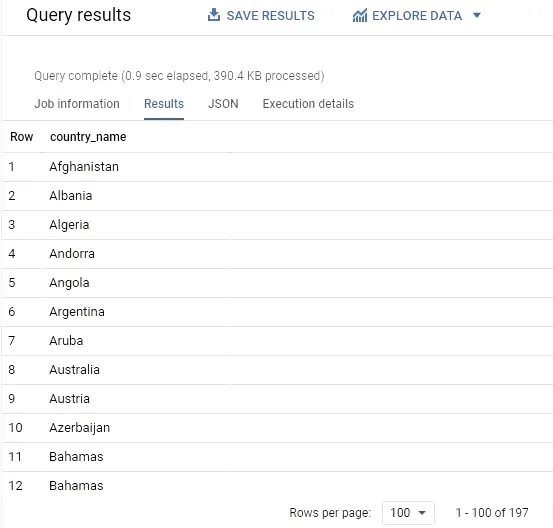 Query results SAVE RESULTS EXPLORE DATA
Query complete (0.9 sec elapsed, 390.4 KB processed)
Job information Results JSON Execution details
Row country_name
1 Afghanistan
2 Albania
3 Algeria
4 Andorra
5 Angola
6 Argentina
7 Aruba
8 Australia
9 Austria
10 Azerbaijan
11 Bahamas
12 Bahamas
Rows per page: 100 1 - 100 of 197